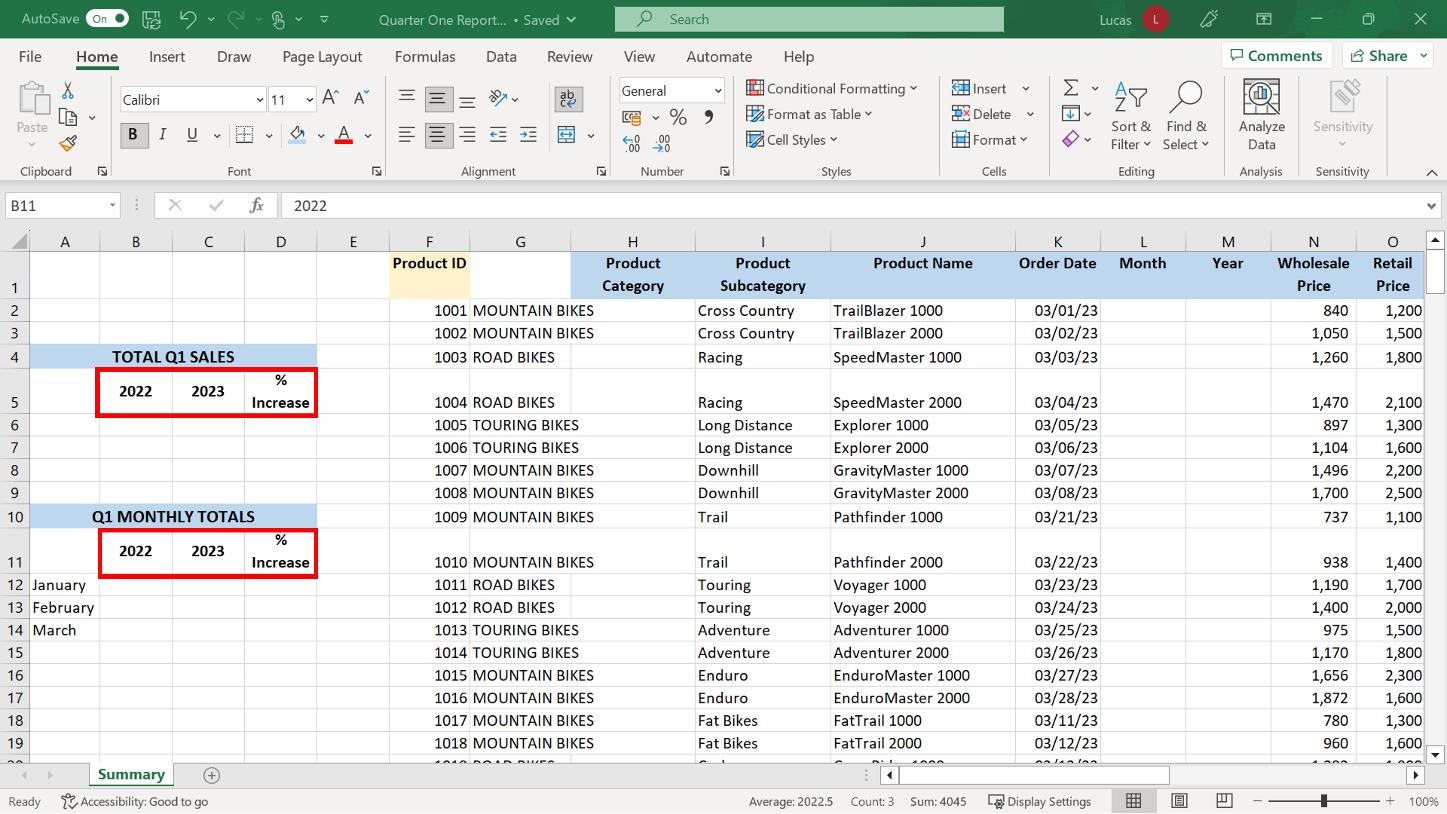 AutoSave On Quarter One Report... • Saved Search Lucas L
File Home Insert Draw Page Layout Formulas Data Review View Automate Help Comments Share
Paste Calibri 11 A A ab General Conditional Formatting Insert Sort & Filter Find & Select Analyze Data Sensitivity
B I U A % Format as Table Delete
Cell Styles Format
Clipboard Font Alignment Number Styles Cells Editing Analysis Sensitivity
B11 fx 2022
A B C D E F G H I J K L M N O
1 Product ID Product Category Product Subcategory Product Name Order Date Month Year Wholesale Price Retail Price
2 1001 MOUNTAIN BIKES Cross Country TrailBlazer 1000 03/01/23 840 1,200
3 1002 MOUNTAIN BIKES Cross Country TrailBlazer 2000 03/02/23 1,050 1,500
4 TOTAL Q1 SALES 1003 ROAD BIKES Racing SpeedMaster 1000 03/03/23 1,260 1,800
5 2022 2023 % Increase 1004 ROAD BIKES Racing SpeedMaster 2000 03/04/23 1,470 2,100
6 1005 TOURING BIKES Long Distance Explorer 1000 03/05/23 897 1,300
7 1006 TOURING BIKES Long Distance Explorer 2000 03/06/23 1,104 1,600
8 1007 MOUNTAIN BIKES Downhill GravityMaster 1000 03/07/23 1,496 2,200
9 1008 MOUNTAIN BIKES Downhill GravityMaster 2000 03/08/23 1,700 2,500
10 Q1 MONTHLY TOTALS 1009 MOUNTAIN BIKES Trail Pathfinder 1000 03/21/23 737 1,100
11 2022 2023 % Increase 1010 MOUNTAIN BIKES Trail Pathfinder 2000 03/22/23 938 1,400
12 January 1011 ROAD BIKES Touring Voyager 1000 03/23/23 1,190 1,700
13 February 1012 ROAD BIKES Touring Voyager 2000 03/24/23 1,400 2,000
14 March 1013 TOURING BIKES Adventure Adventurer 1000 03/25/23 975 1,500
15 1014 TOURING BIKES Adventure Adventurer 2000 03/26/23 1,170 1,800
16 1015 MOUNTAIN BIKES Enduro EnduroMaster 1000 03/27/23 1,656 2,300
17 1016 MOUNTAIN BIKES Enduro EnduroMaster 2000 03/28/23 1,872 1,600
18 1017 MOUNTAIN BIKES Fat Bikes FatTrail 1000 03/11/23 780 1,300
19 1018 MOUNTAIN BIKES Fat Bikes FatTrail 2000 03/12/23 960 1,600
Summary
Ready Accessibility: Good to go Average: 2022.5 Count: 3 Sum: 4045 Display Settings 100%